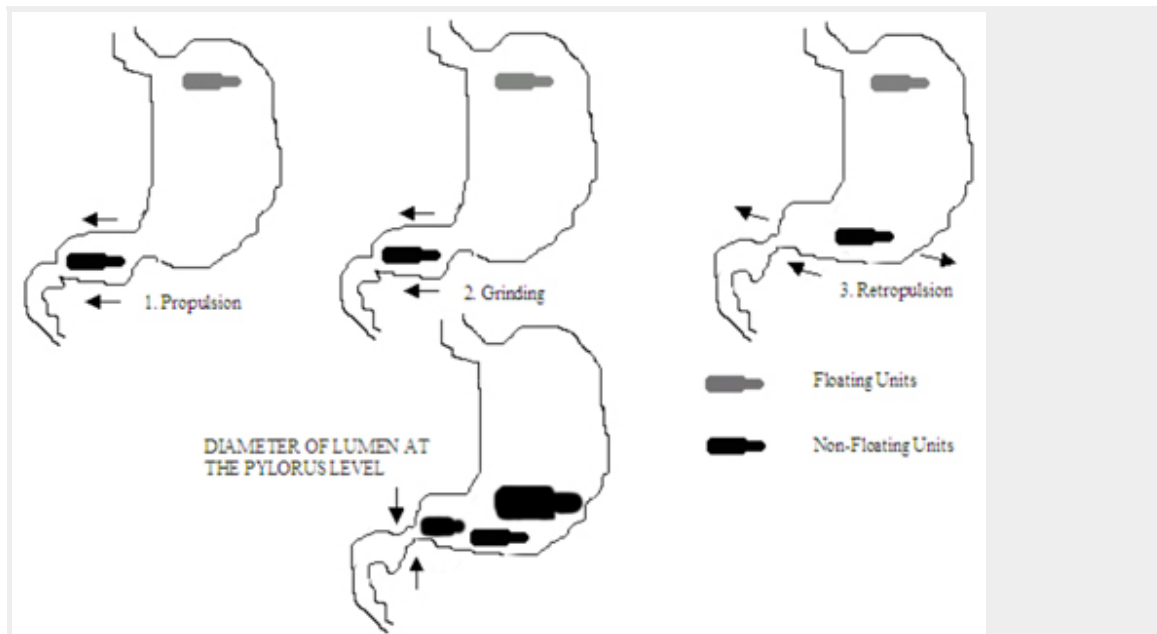 1. Propulsion
2. Grinding
3. Retropulsion
Floating Units
Non-Floating Units
DIAMETER OF LUMEN AT
THE PYLORUS LEVEL